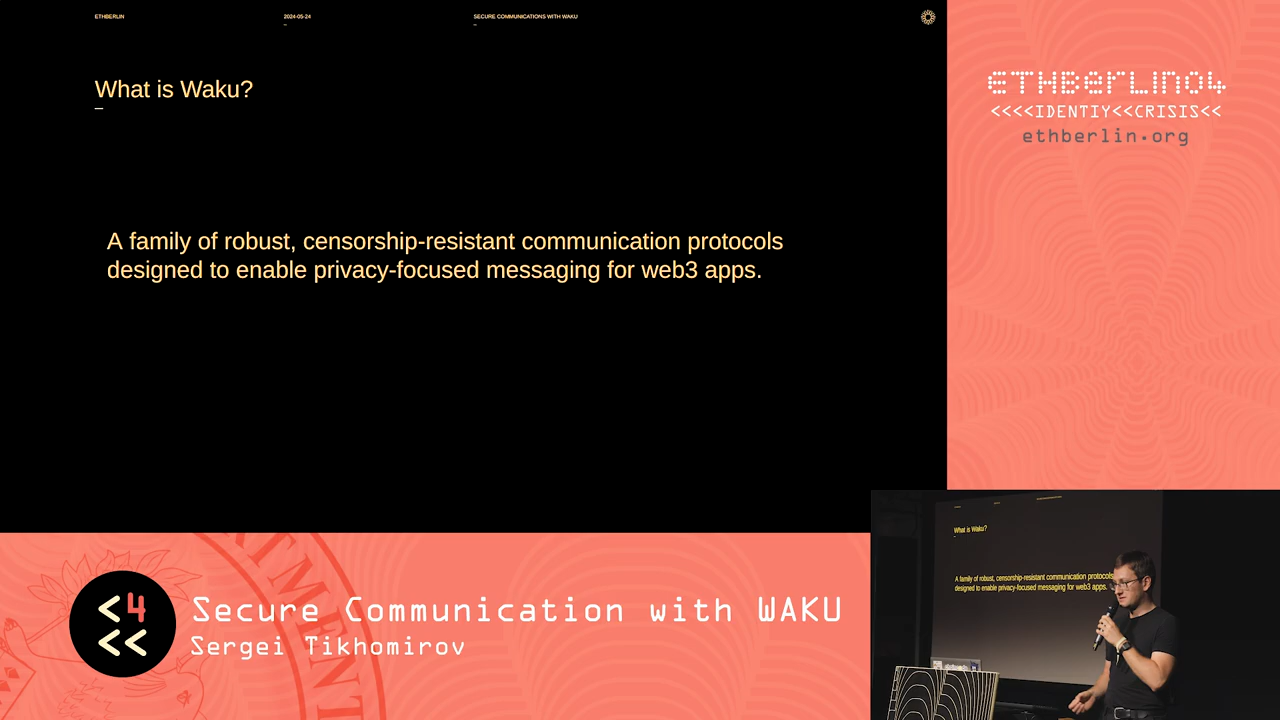 ETHBERLIN
2024-05-24
SECURE COMMUNICATIONS WITH WAKU
What is Waku?
A family of robust, censorship-resistant communication protocols
designed to enable privacy-focused messaging for web3 apps.
ETHBerlin04
<<<<IDENTIY<<CRISIS<<
ethberlin.org
<4
<<
Secure Communication with WAKU
Sergei Tikhomirov
What is Waku?
A family of robust, censorship-resistant communication protocols
designed to enable privacy-focused messaging for web3 apps.